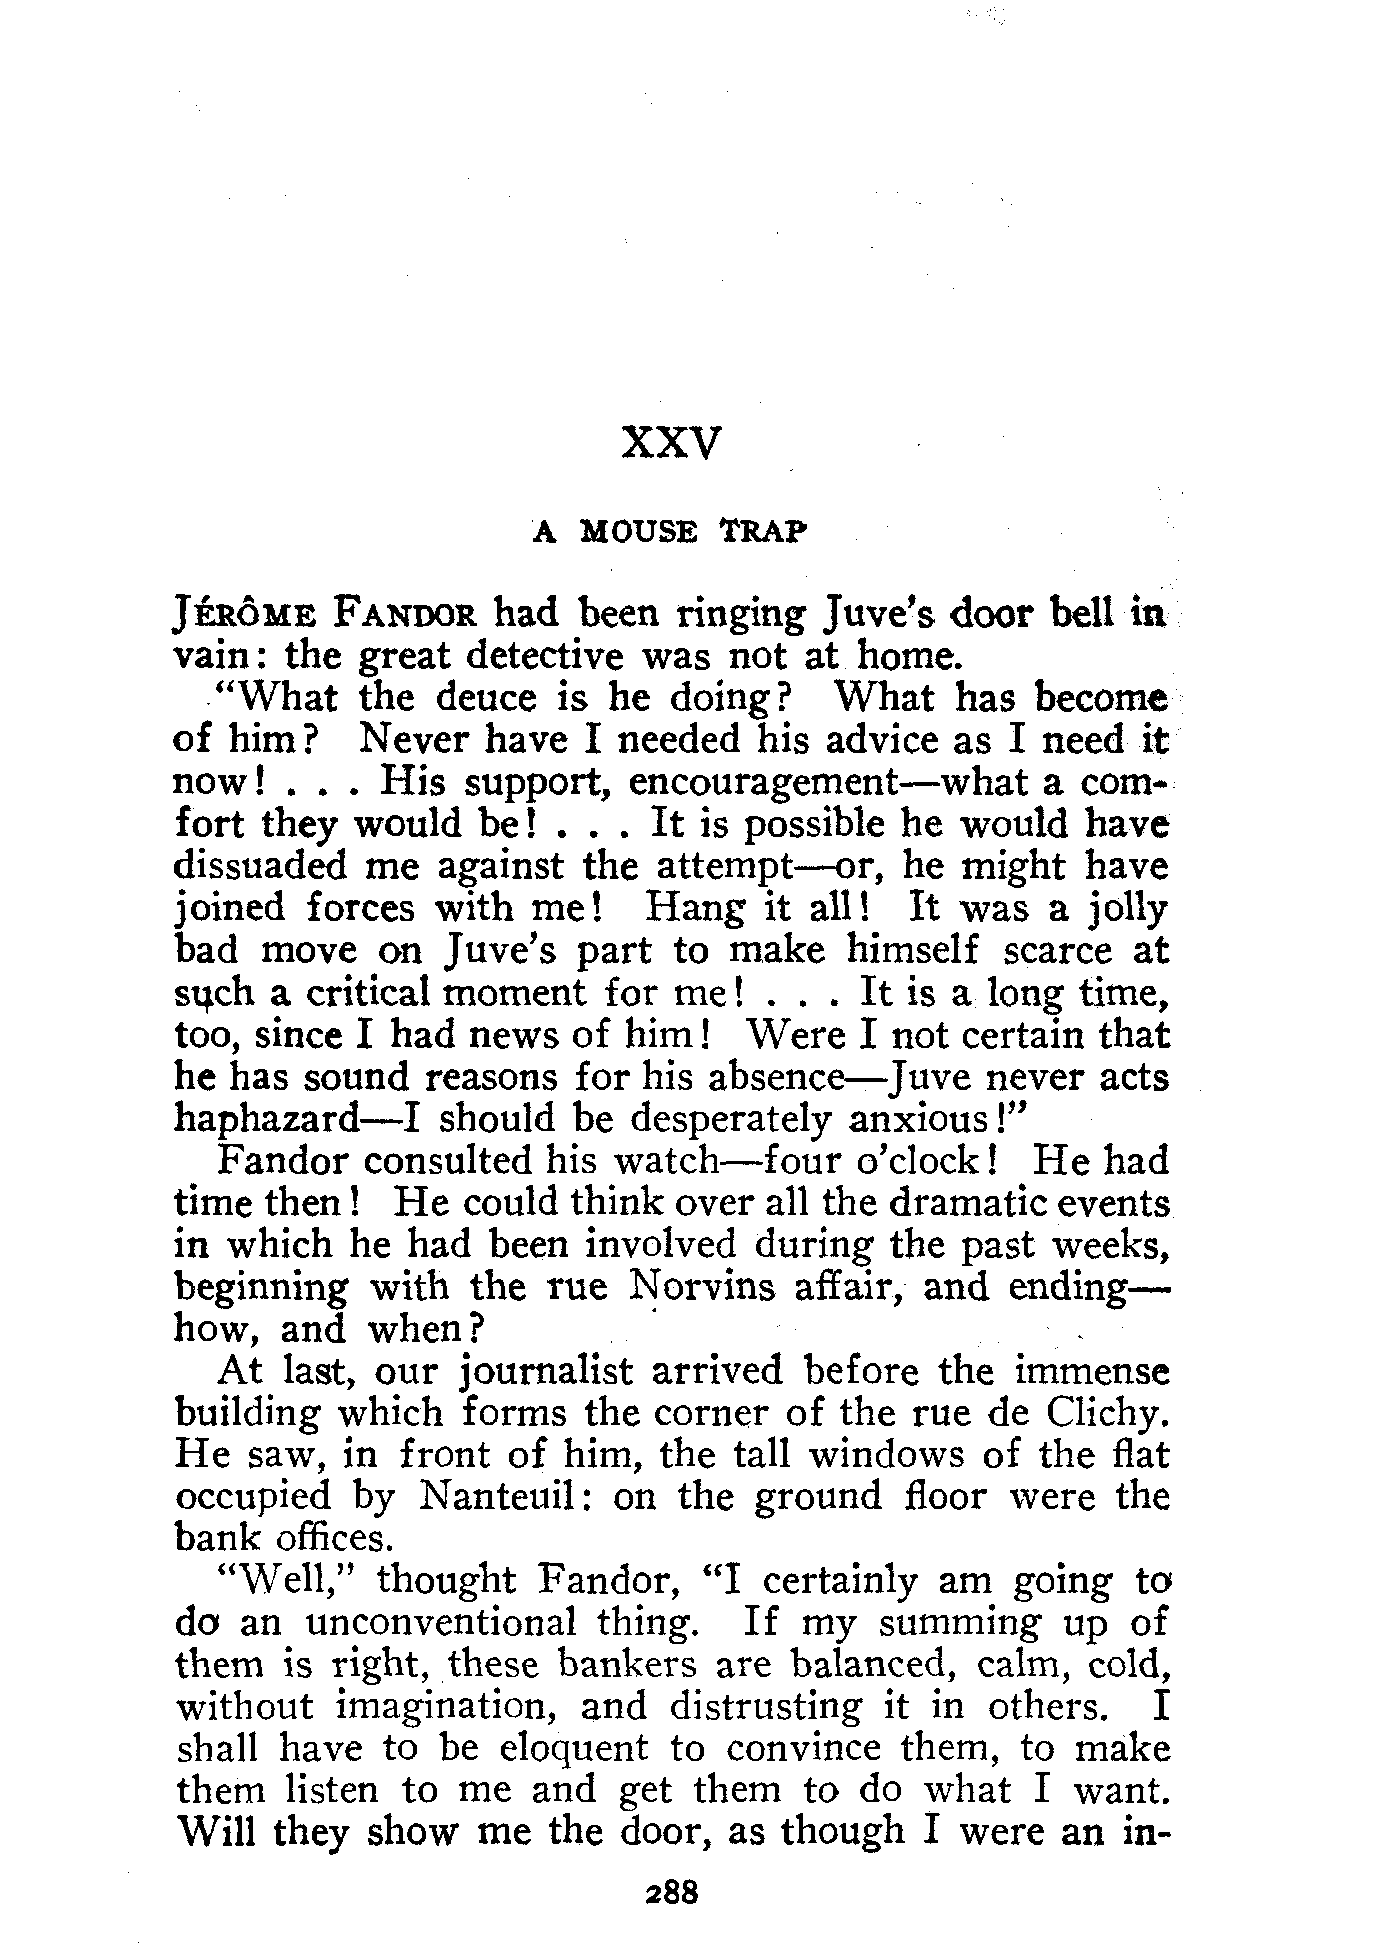 XXV
A MOUSE TRAP
JÉRÔME FANDOR had been ringing Juve's door bell in
vain: the great detective was not at home.
"What the deuce is he doing? What has become
of him? Never have I needed his advice as I need it
now! . . . His support, encouragement—what a com-
fort they would be! . . . It is possible he would have
dissuaded me against the attempt—or, he might have
joined forces with me! Hang it all! It was a jolly
bad move on Juve's part to make himself scarce at
such a critical moment for me! . . . It is a long time,
too, since I had news of him! Were I not certain that
he has sound reasons for his absence—Juve never acts
haphazard—I should be desperately anxious!"
Fandor consulted his watch—four o'clock! He had
time then! He could think over all the dramatic events
in which he had been involved during the past weeks,
beginning with the rue Norvins affair, and ending—
how, and when?
At last, our journalist arrived before the immense
building which forms the corner of the rue de Clichy.
He saw, in front of him, the tall windows of the flat
occupied by Nanteuil: on the ground floor were the
bank offices.
"Well," thought Fandor, "I certainly am going to
do an unconventional thing. If my summing up of
them is right, these bankers are balanced, calm, cold,
without imagination, and distrusting it in others. I
shall have to be eloquent to convince them, to make
them listen to me and get them to do what I want.
Will they show me the door, as though I were an in-
288